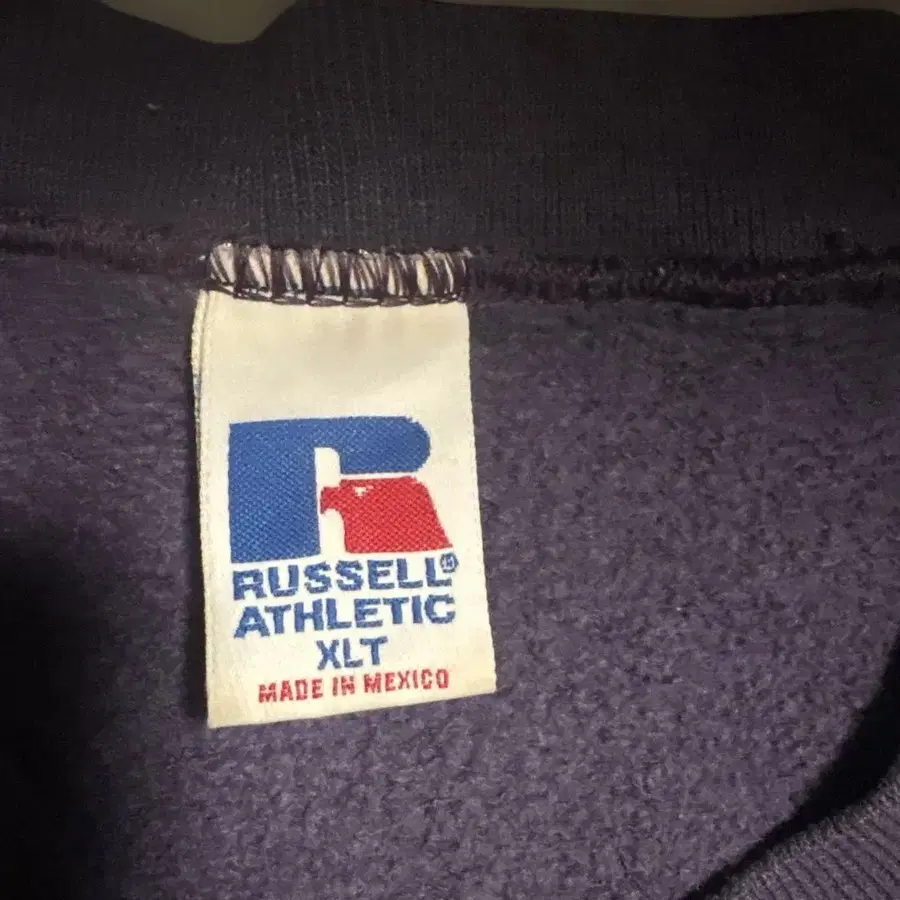 R
RUSSELL®
ATHLETIC
XLT
MADE IN MEXICO